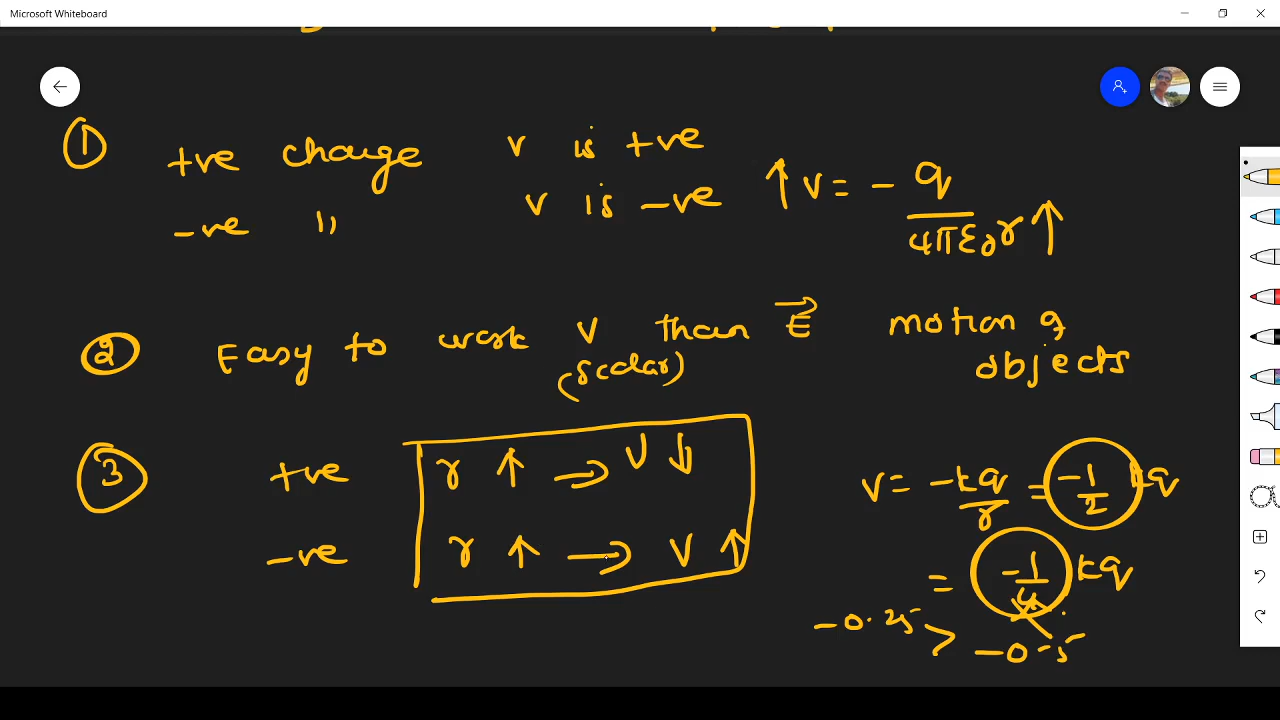 Microsoft Whiteboard
① +ve charge v is +ve
-ve " v is -ve
↑ V = - q / 4πε₀r ↑
② Easy to work V than E⃗ motion of objects
(Scalar)
③ +ve r ↑ → V ↓
-ve r ↑ → V ↑
V = -kq/r = -1/2 kq
= -1/4 kq
-0.25 > -0.5